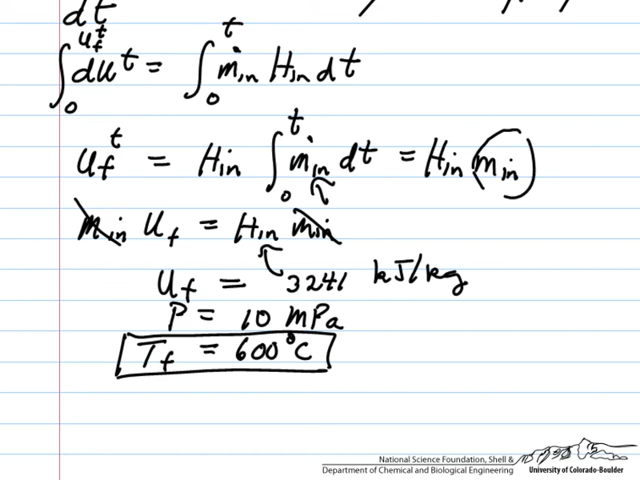 dt
∫₀^{U_f^t} dU^t = ∫₀^t ṁ_in H_in dt
U_f^t = H_in ∫₀^t ṁ_in dt = H_in m_in
m_in U_f = H_in m_in
U_f = 3241 kJ/kg
P = 10 mPa
T_f = 600°C
National Science Foundation, Shell &
Department of Chemical and Biological Engineering
University of Colorado-Boulder